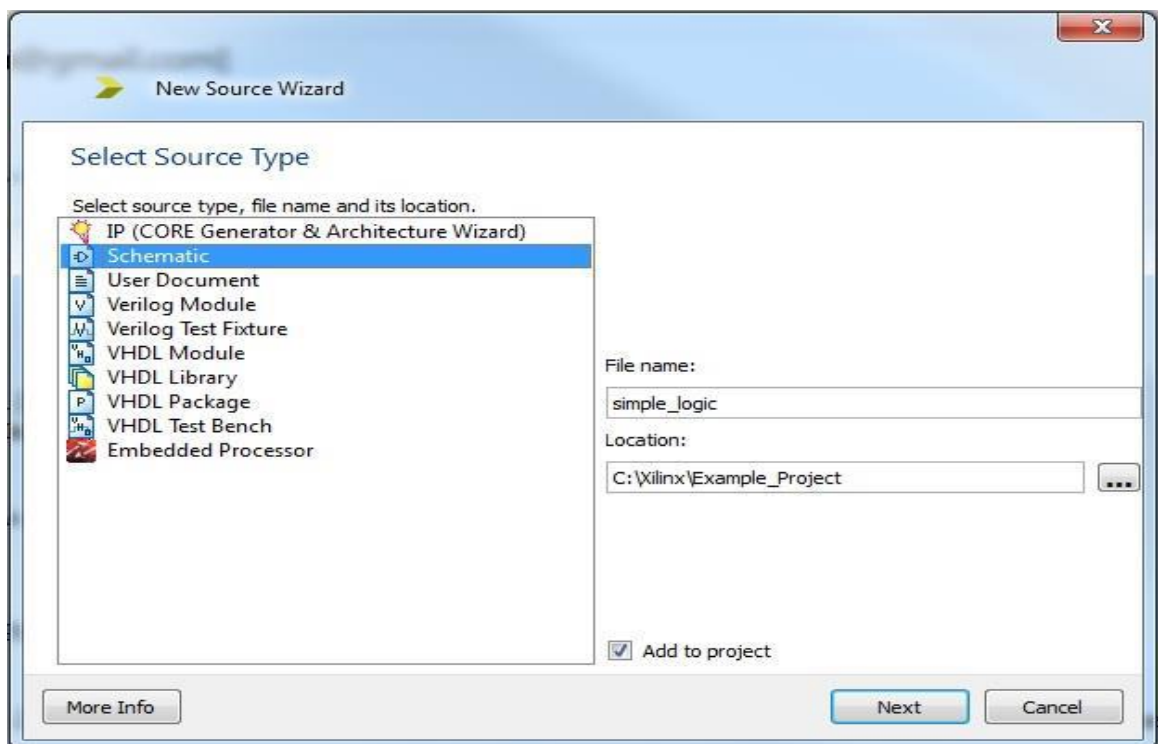 New Source Wizard
Select Source Type
Select source type, file name and its location.
IP (CORE Generator & Architecture Wizard)
Schematic
User Document
Verilog Module
Verilog Test Fixture
VHDL Module
VHDL Library
VHDL Package
VHDL Test Bench
Embedded Processor
File name:
simple_logic
Location:
C:\Xilinx\Example_Project
...
Add to project
More Info
Next
Cancel